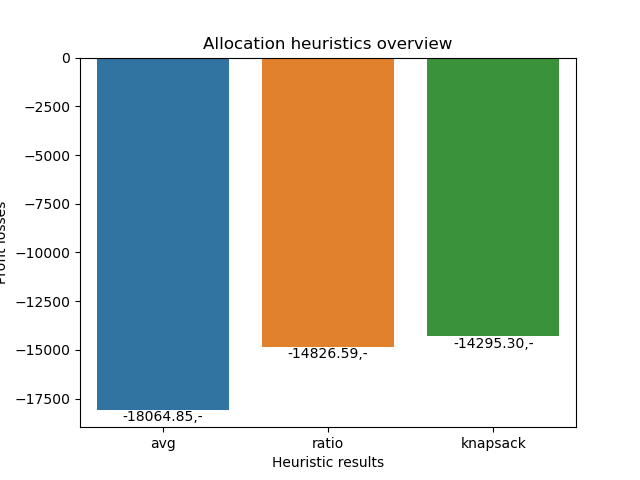 Allocation heuristics overview
0
−2500
−5000
−7500
−10000
−12500
−15000
−17500
Profit losses
-18064.85,-
-14826.59,-
-14295.30,-
avg
ratio
knapsack
Heuristic results